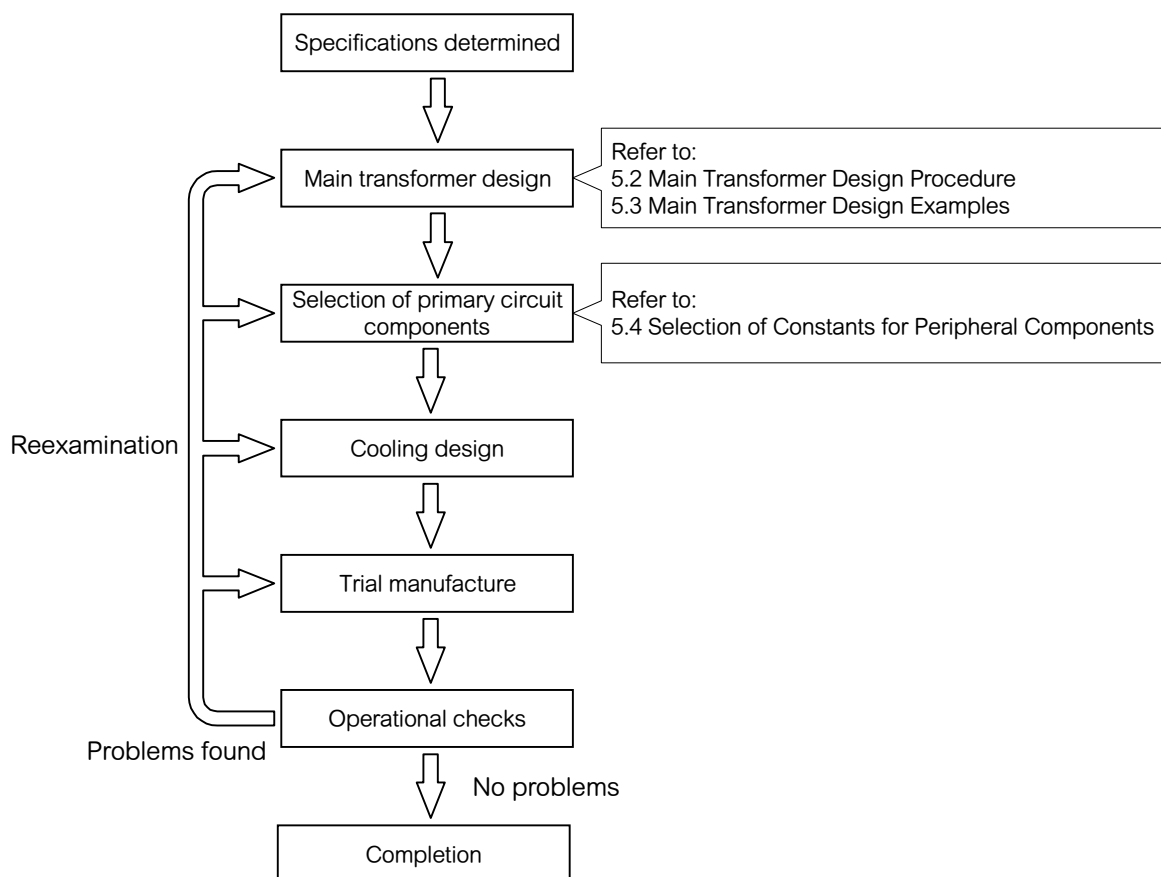 Specifications determined
Main transformer design
Refer to:
5.2 Main Transformer Design Procedure
5.3 Main Transformer Design Examples
Selection of primary circuit
components
Refer to:
5.4 Selection of Constants for Peripheral Components
Reexamination
Cooling design
Trial manufacture
Operational checks
Problems found
No problems
Completion